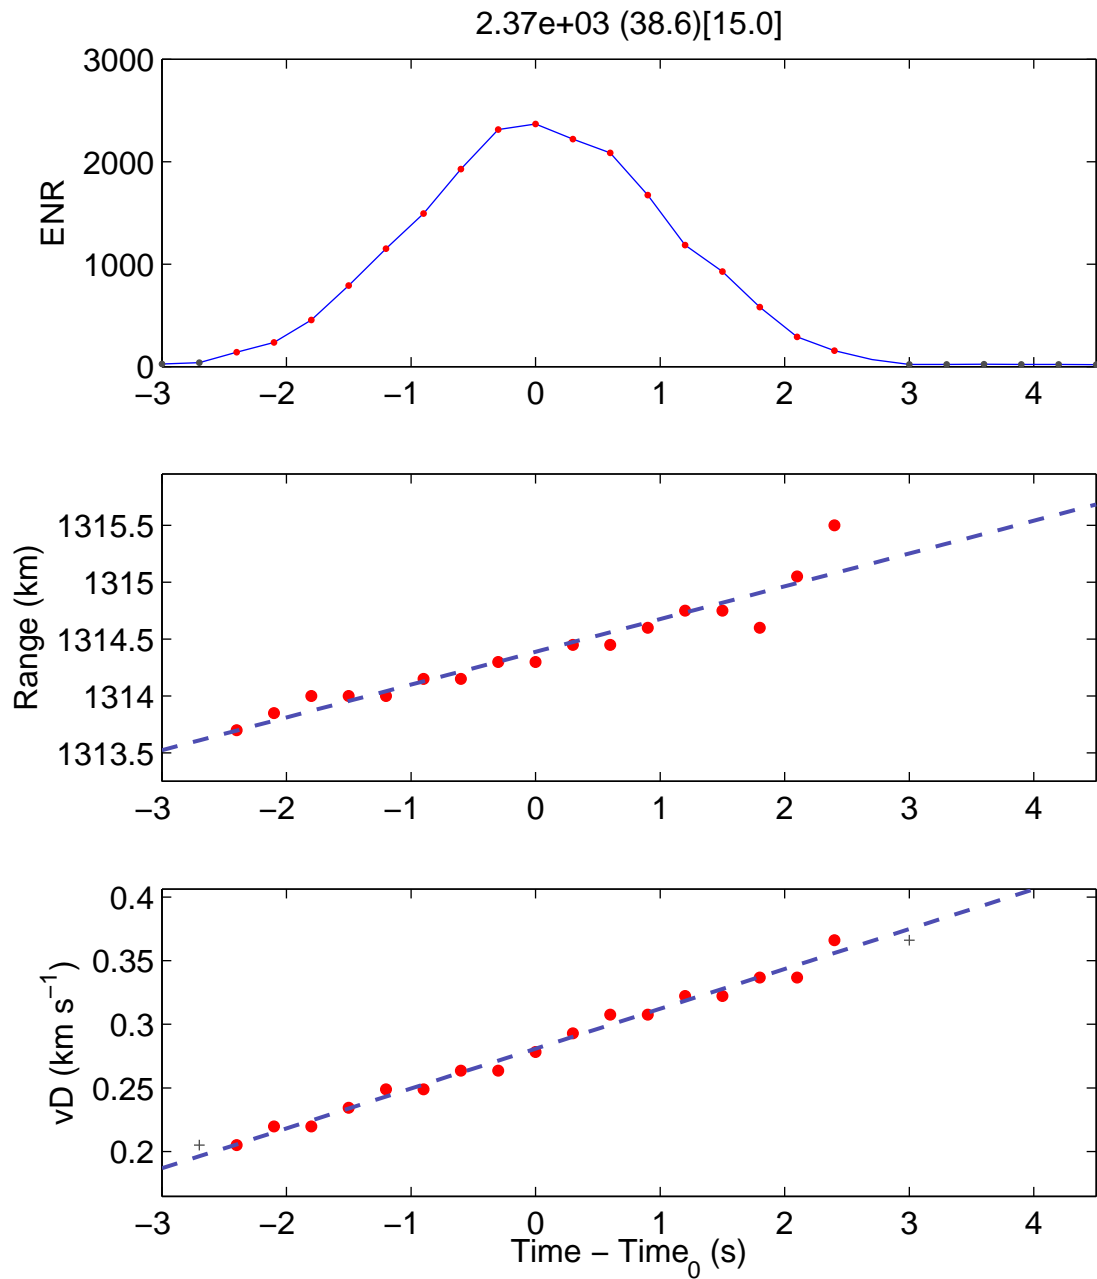 2.37e+03 (38.6)[15.0]
3000
2000
1000
0
ENR
−3 −2 −1 0 1 2 3 4
1315.5
1315
1314.5
1314
1313.5
Range (km)
−3 −2 −1 0 1 2 3 4
0.4
0.35
0.3
0.25
0.2
vD (km s−1)
−3 −2 −1 0 1 2 3 4
Time − Time0 (s)